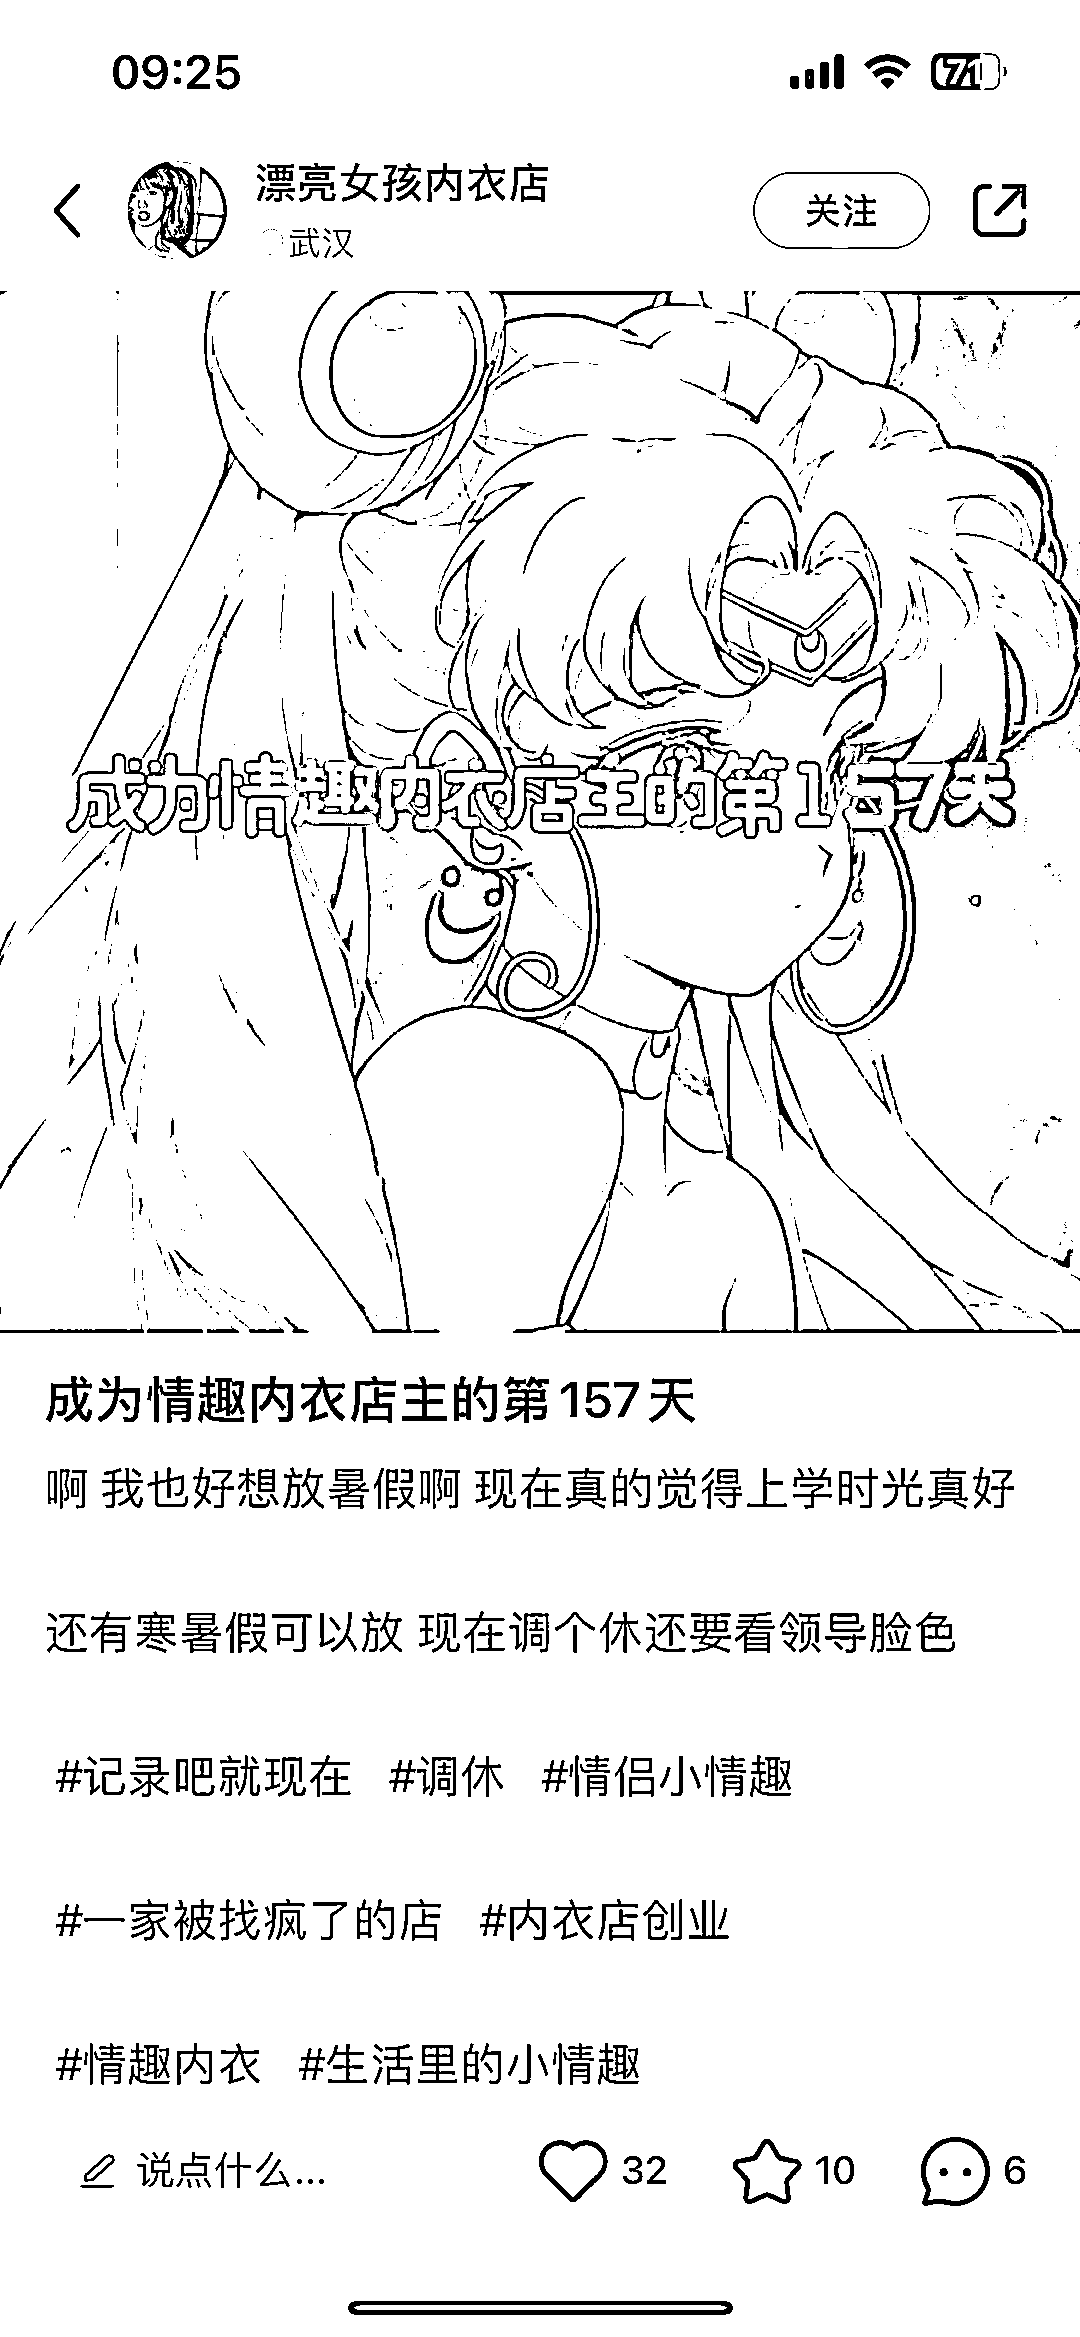 09:25
71
漂亮女孩内衣店
武汉
关注
成为情趣内衣店主的第157天
成为情趣内衣店主的第157天
啊 我也好想放暑假啊 现在真的觉得上学时光真好
还有寒暑假可以放 现在调个休还要看领导脸色
#记录吧就现在 #调休 #情侣小情趣
#一家被找疯了的店 #内衣店创业
#情趣内衣 #生活里的小情趣
说点什么... 32 10 6